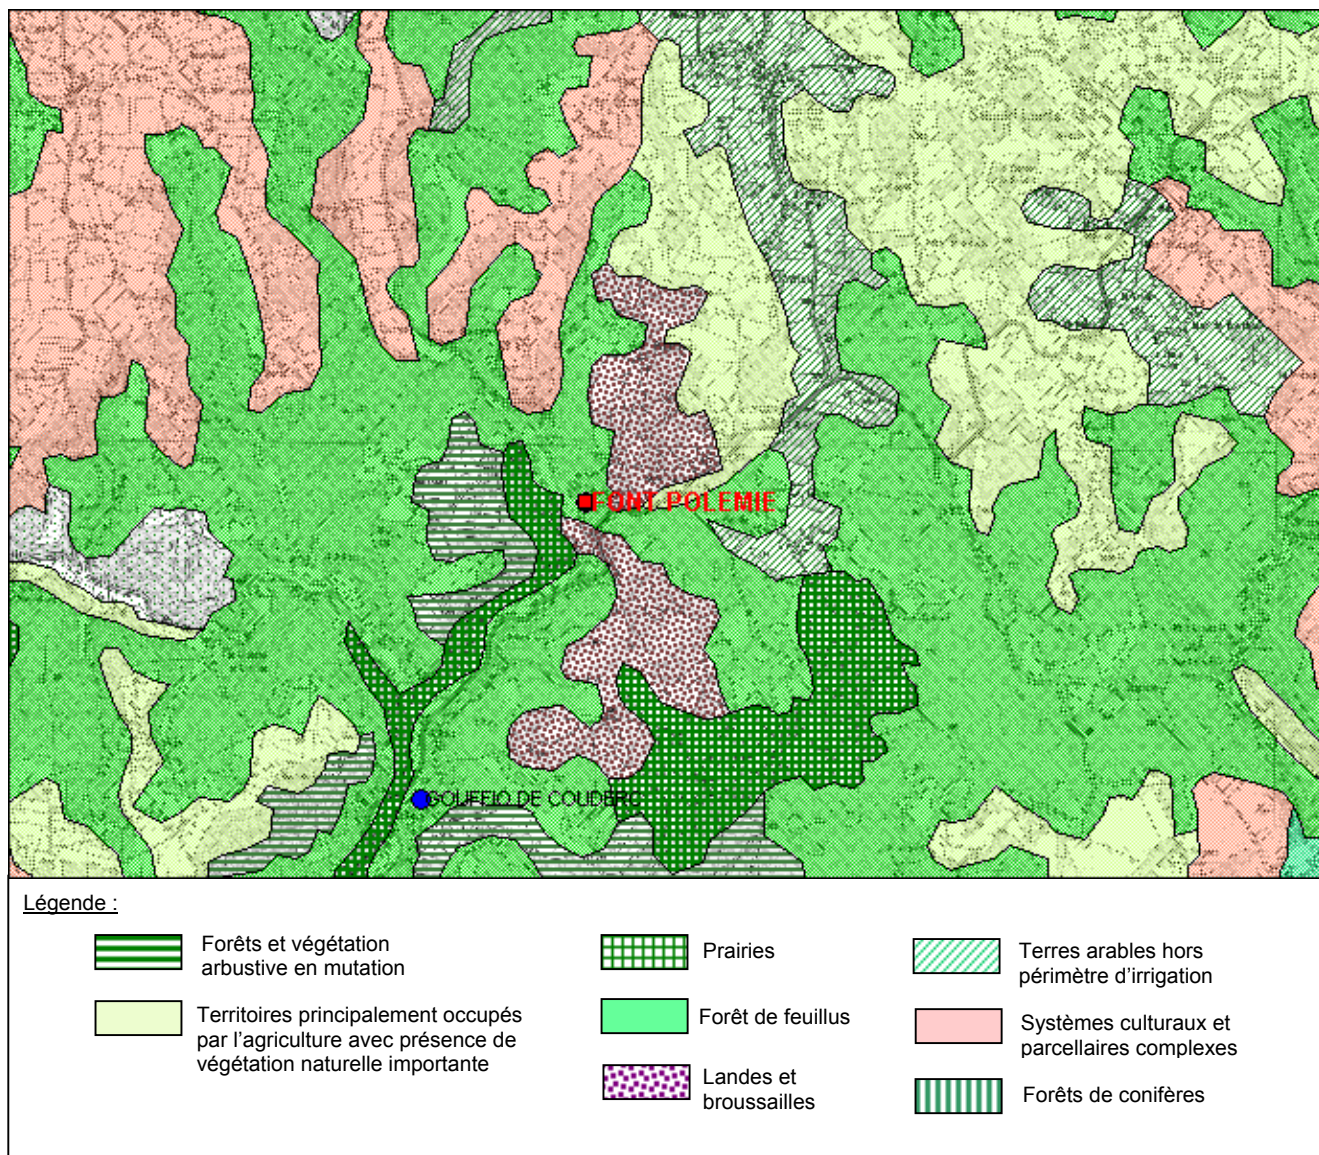 FONT POLEMIE
GOUFFIO DE COUDERC
Légende :
Forêts et végétation
arbustive en mutation
Territoires principalement occupés
par l'agriculture avec présence de
végétation naturelle importante
Prairies
Forêt de feuillus
Landes et
broussailles
Terres arables hors
périmètre d'irrigation
Systèmes culturaux et
parcellaires complexes
Forêts de conifères